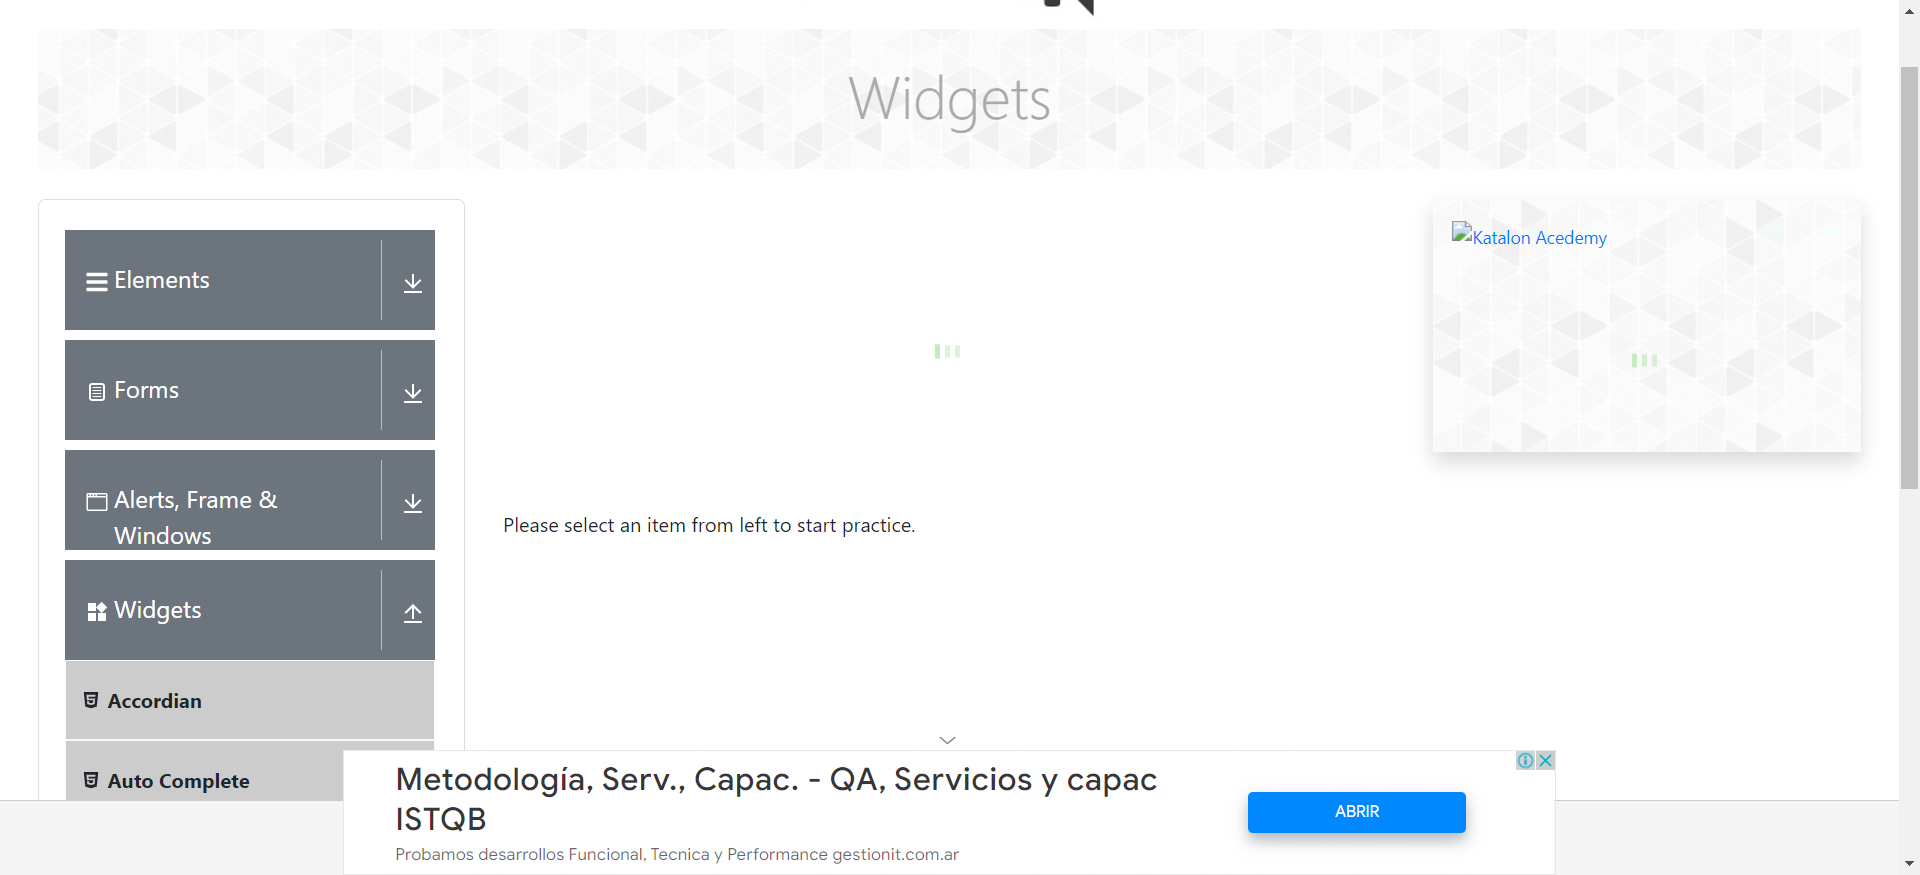 Widgets
Elements
Forms
Alerts, Frame &
Windows
Widgets
Accordian
Auto Complete
Please select an item from left to start practice.
Katalon Acedemy
Metodología, Serv., Capac. - QA, Servicios y capac
ISTQB
Probamos desarrollos Funcional, Tecnica y Performance gestionit.com.ar
ABRIR